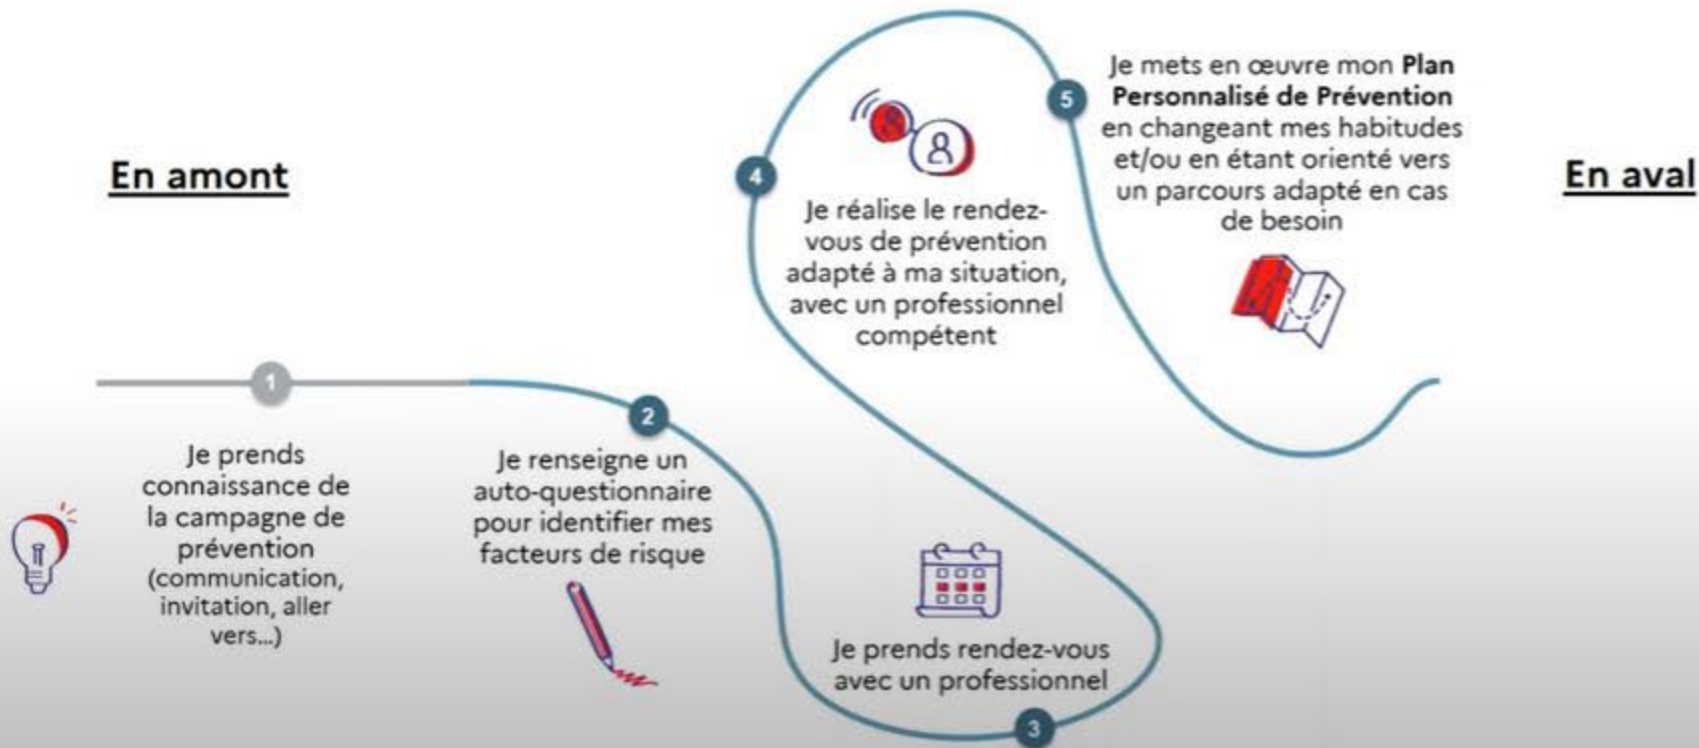 En amont
1
Je prends
connaissance de
la campagne de
prévention
(communication,
invitation, aller
vers...)
2
Je renseigne un
auto-questionnaire
pour identifier mes
facteurs de risque
3
Je prends rendez-vous
avec un professionnel
4
Je réalise le rendez-
vous de prévention
adapté à ma situation,
avec un professionnel
compétent
5
Je mets en œuvre mon Plan
Personnalisé de Prévention
en changeant mes habitudes
et/ou en étant orienté vers
un parcours adapté en cas
de besoin
En aval